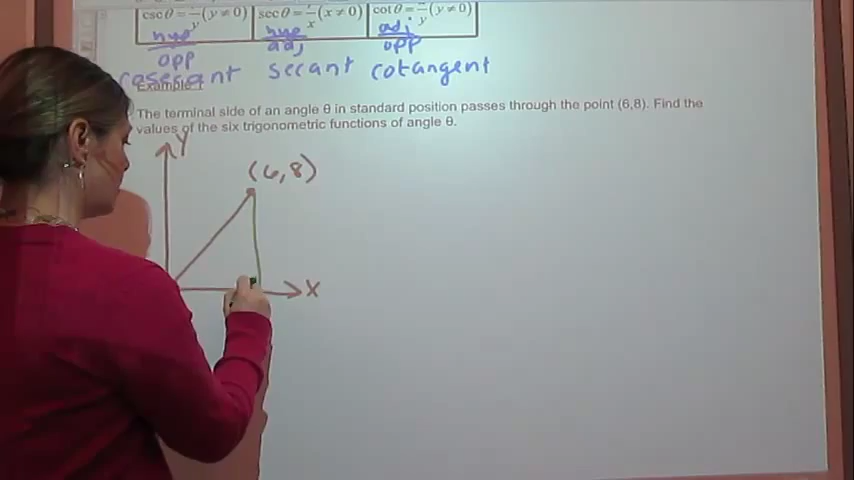 csc θ = (y ≠ 0) sec θ = (x ≠ 0) cot θ = (y ≠ 0)
y x y
hyp hyp adj
opp adj opp
cosecant secant cotangent
Example 1
The terminal side of an angle θ in standard position passes through the point (6,8). Find the
values of the six trigonometric functions of angle θ.
Y
(6,8)
X